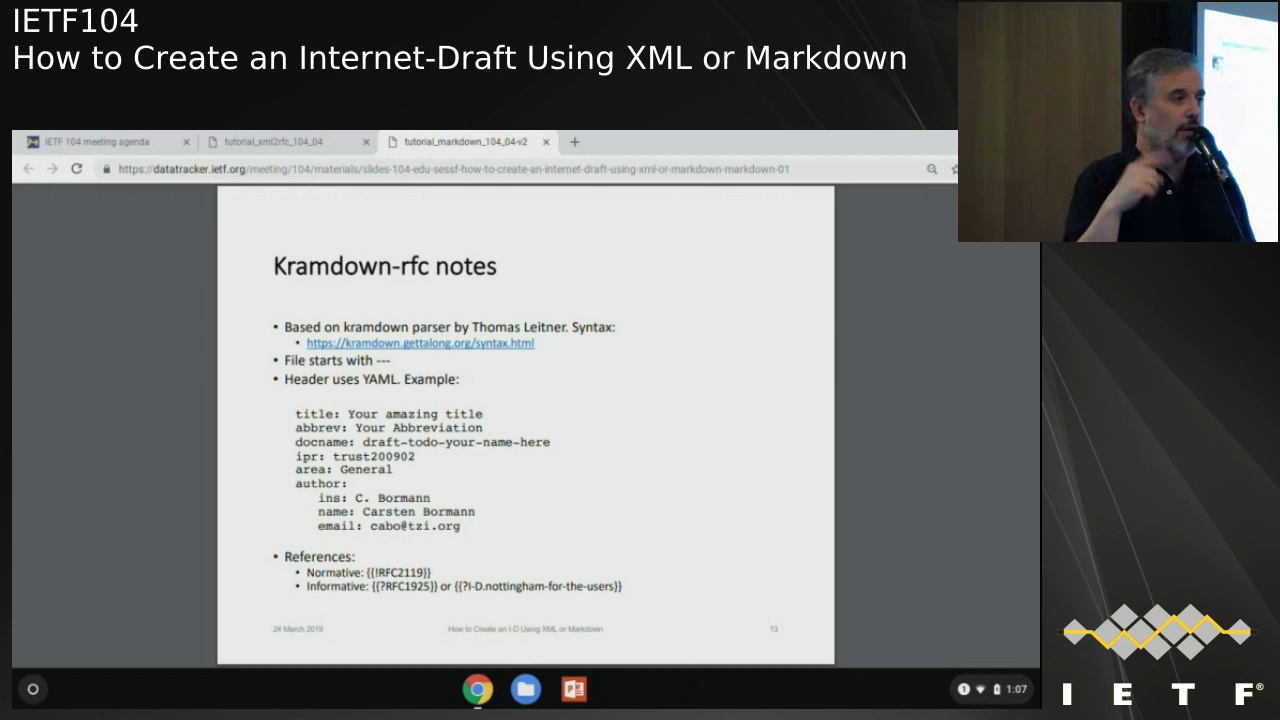 IETF104
How to Create an Internet-Draft Using XML or Markdown
IETF 104 meeting agenda
tutorial_xml2rfc_104_04
tutorial_markdown_104_04-v2
https://datatracker.ietf.org/meeting/104/materials/slides-104-edu-sessf-how-to-create-an-internet-draft-using-xml-or-markdown-markdown-01
Kramdown-rfc notes
• Based on kramdown parser by Thomas Leitner. Syntax:
• https://kramdown.gettalong.org/syntax.html
• File starts with ---
• Header uses YAML. Example:
title: Your amazing title
abbrev: Your Abbreviation
docname: draft-todo-your-name-here
ipr: trust200902
area: General
author:
ins: C. Bormann
name: Carsten Bormann
email: cabo@tzi.org
• References:
• Normative: {{!RFC2119}}
• Informative: {{?RFC1925}} or {{?I-D.nottingham-for-the-users}}
24 March 2019
How to Create an I-D Using XML or Markdown
13
1 1:07
I E T F®